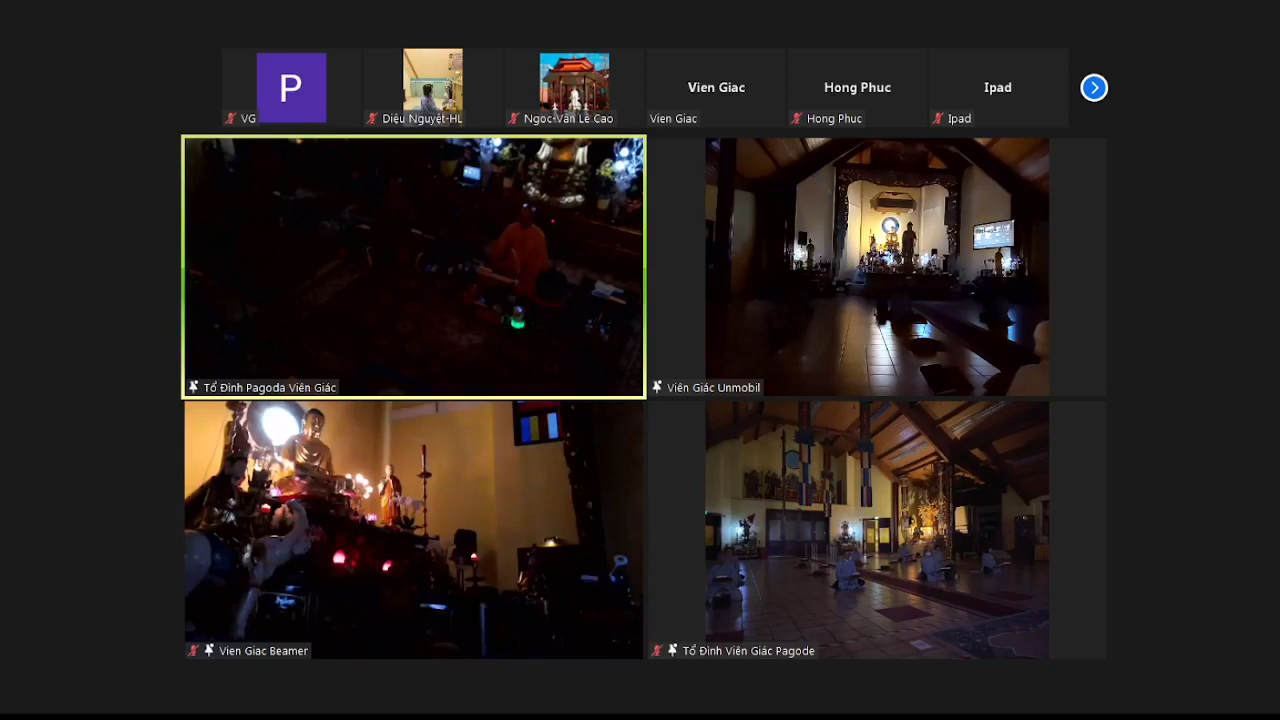 P
VG
Diệu Nguyệt-HL
Ngoc-Vân Lê Cao
Vien Giac
Vien Giac
Hong Phuc
Hong Phuc
Ipad
Ipad
Tổ Đình Pagoda Viên Giác
Viên Giác Unmobil
Vien Giac Beamer
Tổ Đình Viên Giác Pagode